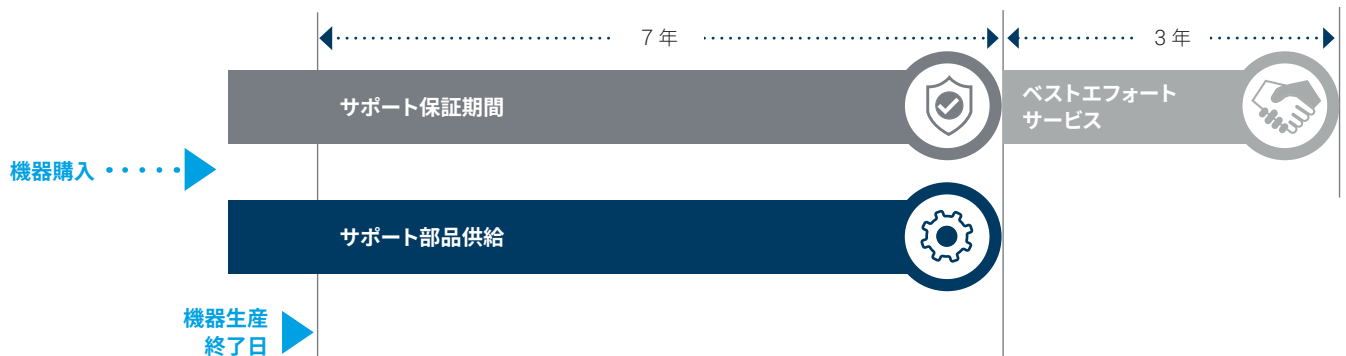 7 年
3 年
サポート保証期間
ベストエフォート
サービス
機器購入
サポート部品供給
機器生産
終了日